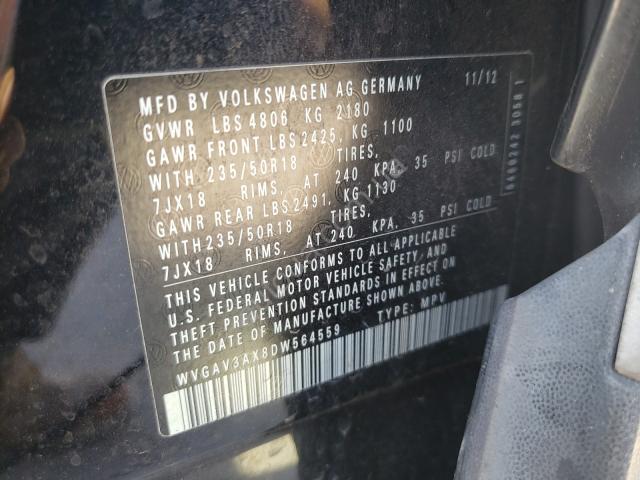 MFD BY VOLKSWAGEN AG GERMANY 11/12
GVWR LBS 4806, KG 2180
GAWR FRONT LBS 2425, KG 1100
WITH 235/50R18 TIRES,
7JX18 RIMS, AT 240 KPA, 35 PSI COLD
GAWR REAR LBS 2491, KG 1130
WITH 235/50R18 TIRES,
7JX18 RIMS, AT 240 KPA, 35 PSI COLD
THIS VEHICLE CONFORMS TO ALL APPLICABLE
U.S. FEDERAL MOTOR VEHICLE SAFETY, AND
THEFT PREVENTION STANDARDS IN EFFECT ON
THE DATE OF MANUFACTURE SHOWN ABOVE.
WVGAV3AX8DW564559 TYPE: MPV